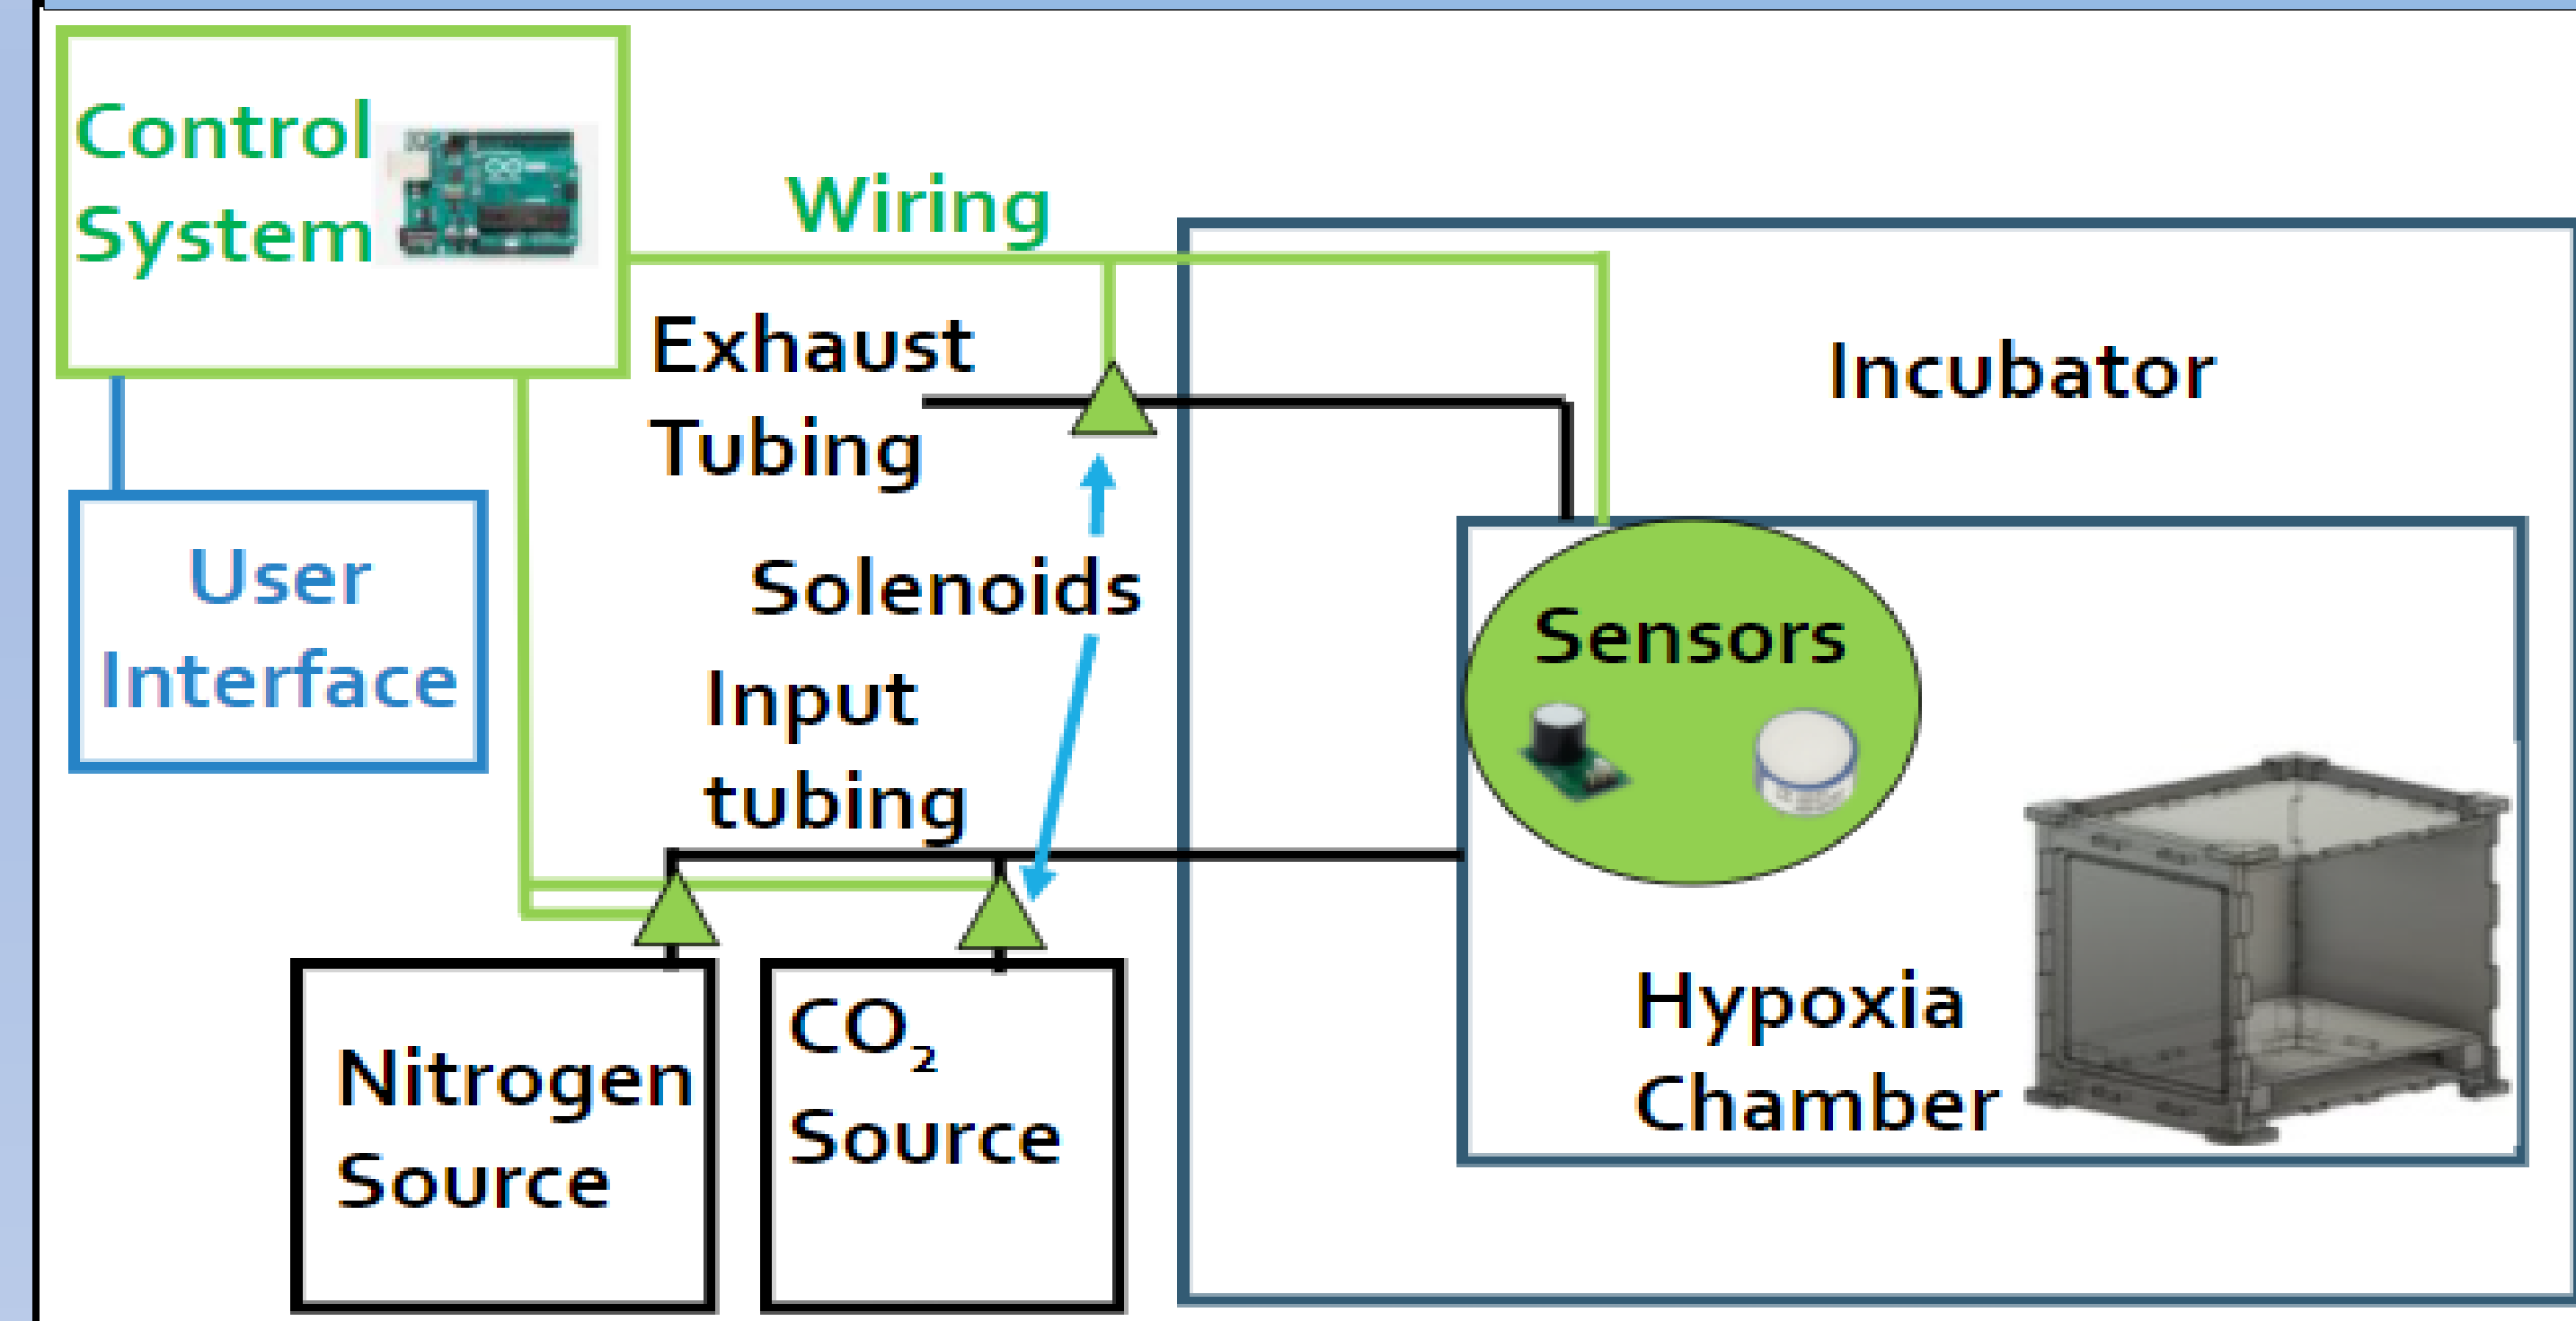 Control
System
Wiring
Exhaust
Tubing
Incubator
User
Interface
Solenoids
Sensors
Input
tubing
Hypoxia
Chamber
Nitrogen
Source
CO₂
Source